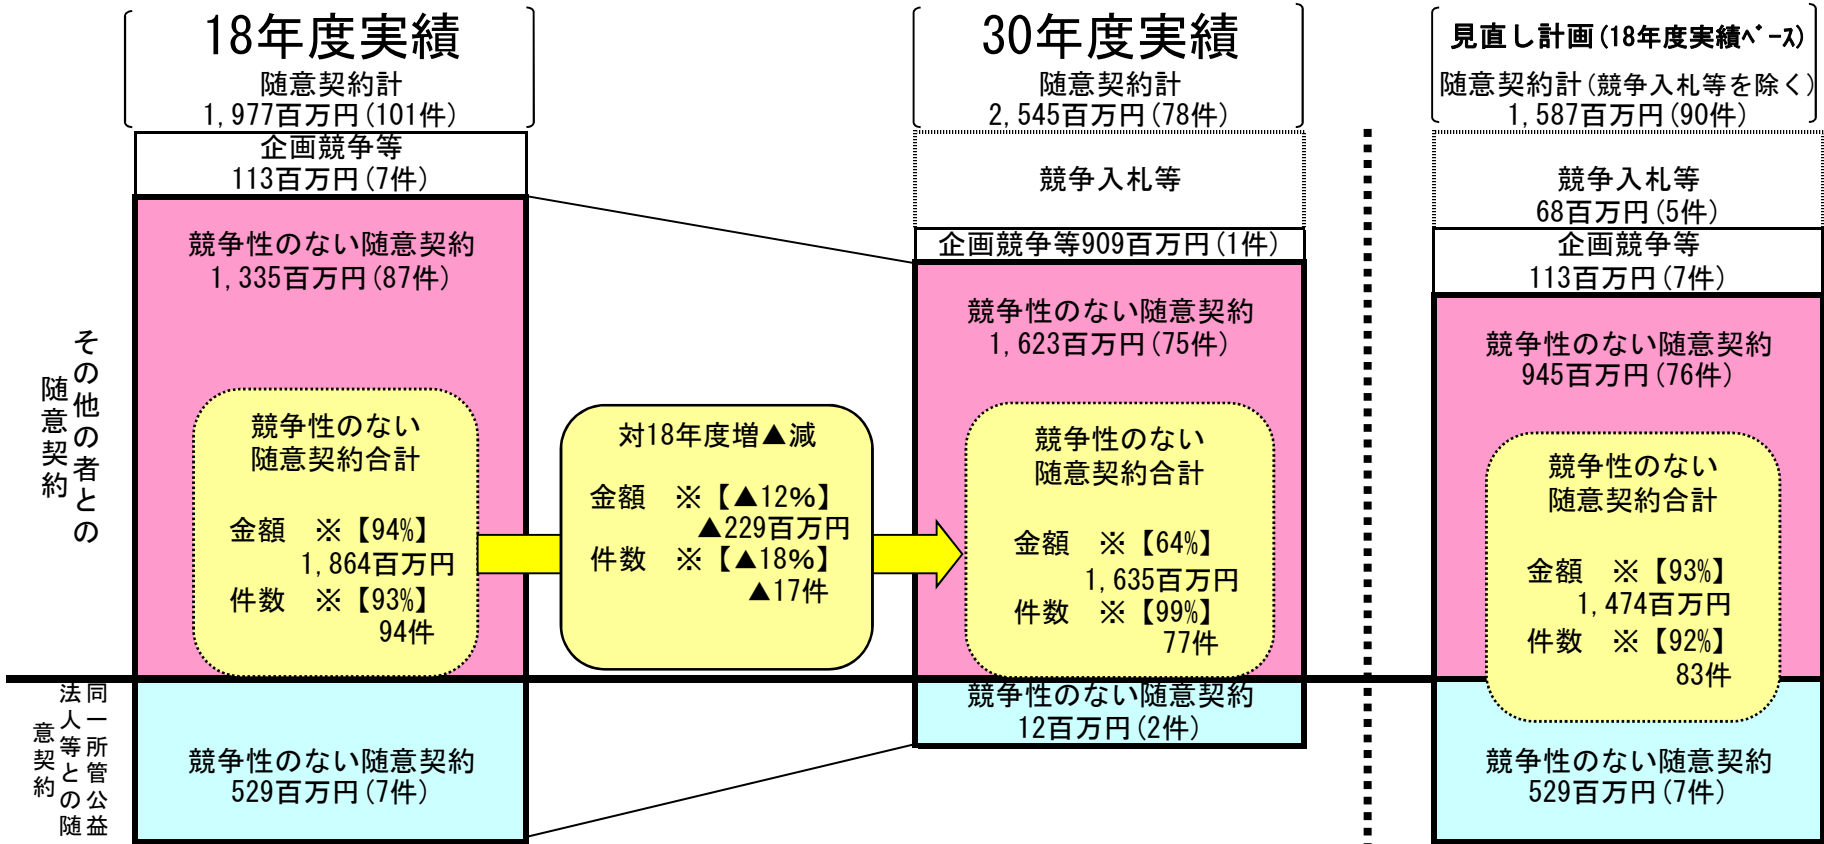 18年度実績
随意契約計
1,977百万円(101件)
企画競争等
113百万円(7件)
競争性のない随意契約
1,335百万円(87件)
競争性のない
随意契約合計
金額　※【94%】
1,864百万円
件数　※【93%】
94件
競争性のない随意契約
529百万円(7件)
その他の者との
随意契約
同一所管公益
法人等との随
意契約
対18年度増▲減
金額　※【▲12%】
▲229百万円
件数　※【▲18%】
▲17件
30年度実績
随意契約計
2,545百万円(78件)
競争入札等
企画競争等909百万円(1件)
競争性のない随意契約
1,623百万円(75件)
競争性のない
随意契約合計
金額　※【64%】
1,635百万円
件数　※【99%】
77件
競争性のない随意契約
12百万円(2件)
見直し計画(18年度実績ﾍﾞｰｽ)
随意契約計(競争入札等を除く)
1,587百万円(90件)
競争入札等
68百万円(5件)
企画競争等
113百万円(7件)
競争性のない随意契約
945百万円(76件)
競争性のない
随意契約合計
金額　※【93%】
1,474百万円
件数　※【92%】
83件
競争性のない随意契約
529百万円(7件)